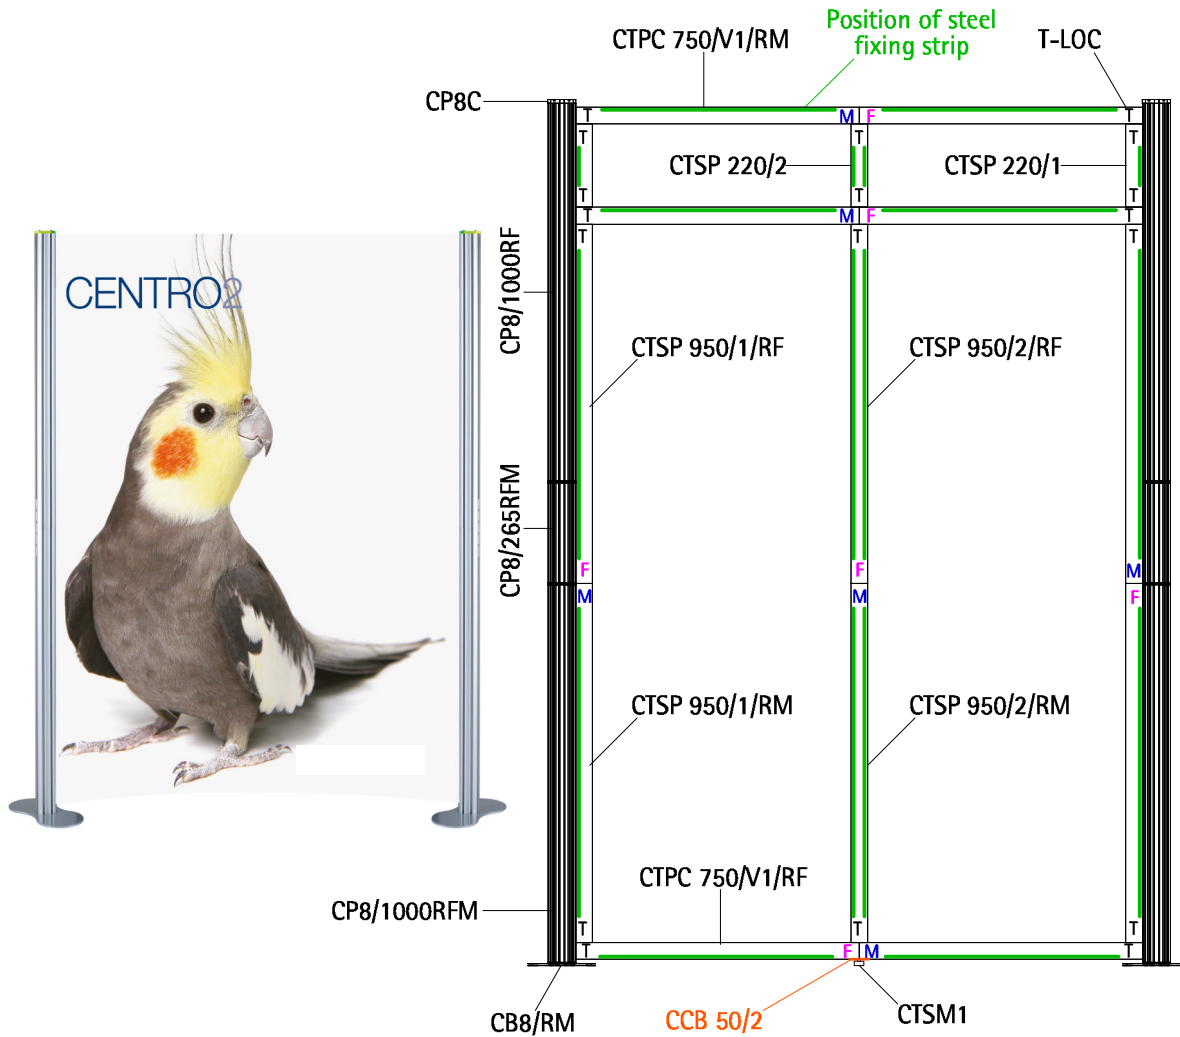 Position of steel
fixing strip
CTPC 750/V1/RM
T-LOC
CP8C
T
M
F
T
T
T
T
CTSP 220/2
CTSP 220/1
T
T
T
T
M
F
T
T
T
T
CP8/1000RF
CENTRO2
CTSP 950/1/RF
CTSP 950/2/RF
CP8/265RFM
F
F
M
M
M
F
CTSP 950/1/RM
CTSP 950/2/RM
CTPC 750/V1/RF
CP8/1000RFM
T
T
T
T
F
M
T
CB8/RM
CCB 50/2
CTSM1